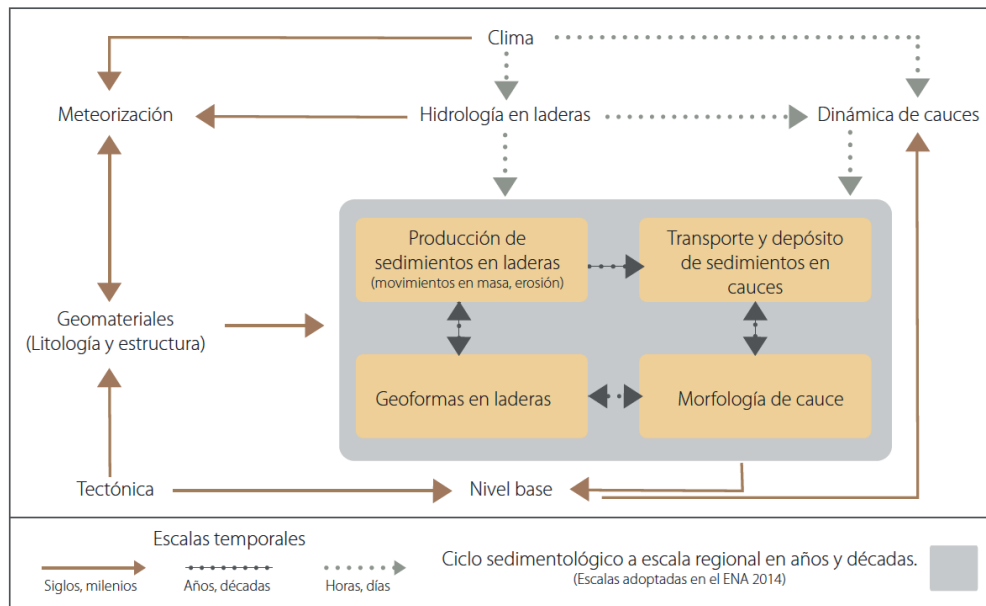 Clima
Meteorización
Hidrología en laderas
Dinámica de cauces
Producción de
sedimientos en laderas
(movimientos en masa, erosión)
Transporte y depósito
de sedimientos en
cauces
Geomateriales
(Litología y estructura)
Geoformas en laderas
Morfología de cauce
Tectónica
Nivel base
Escalas temporales
Siglos, milenios
Años, décadas
Horas, días
Ciclo sedimentológico a escala regional en años y décadas.
(Escalas adoptadas en el ENA 2014)